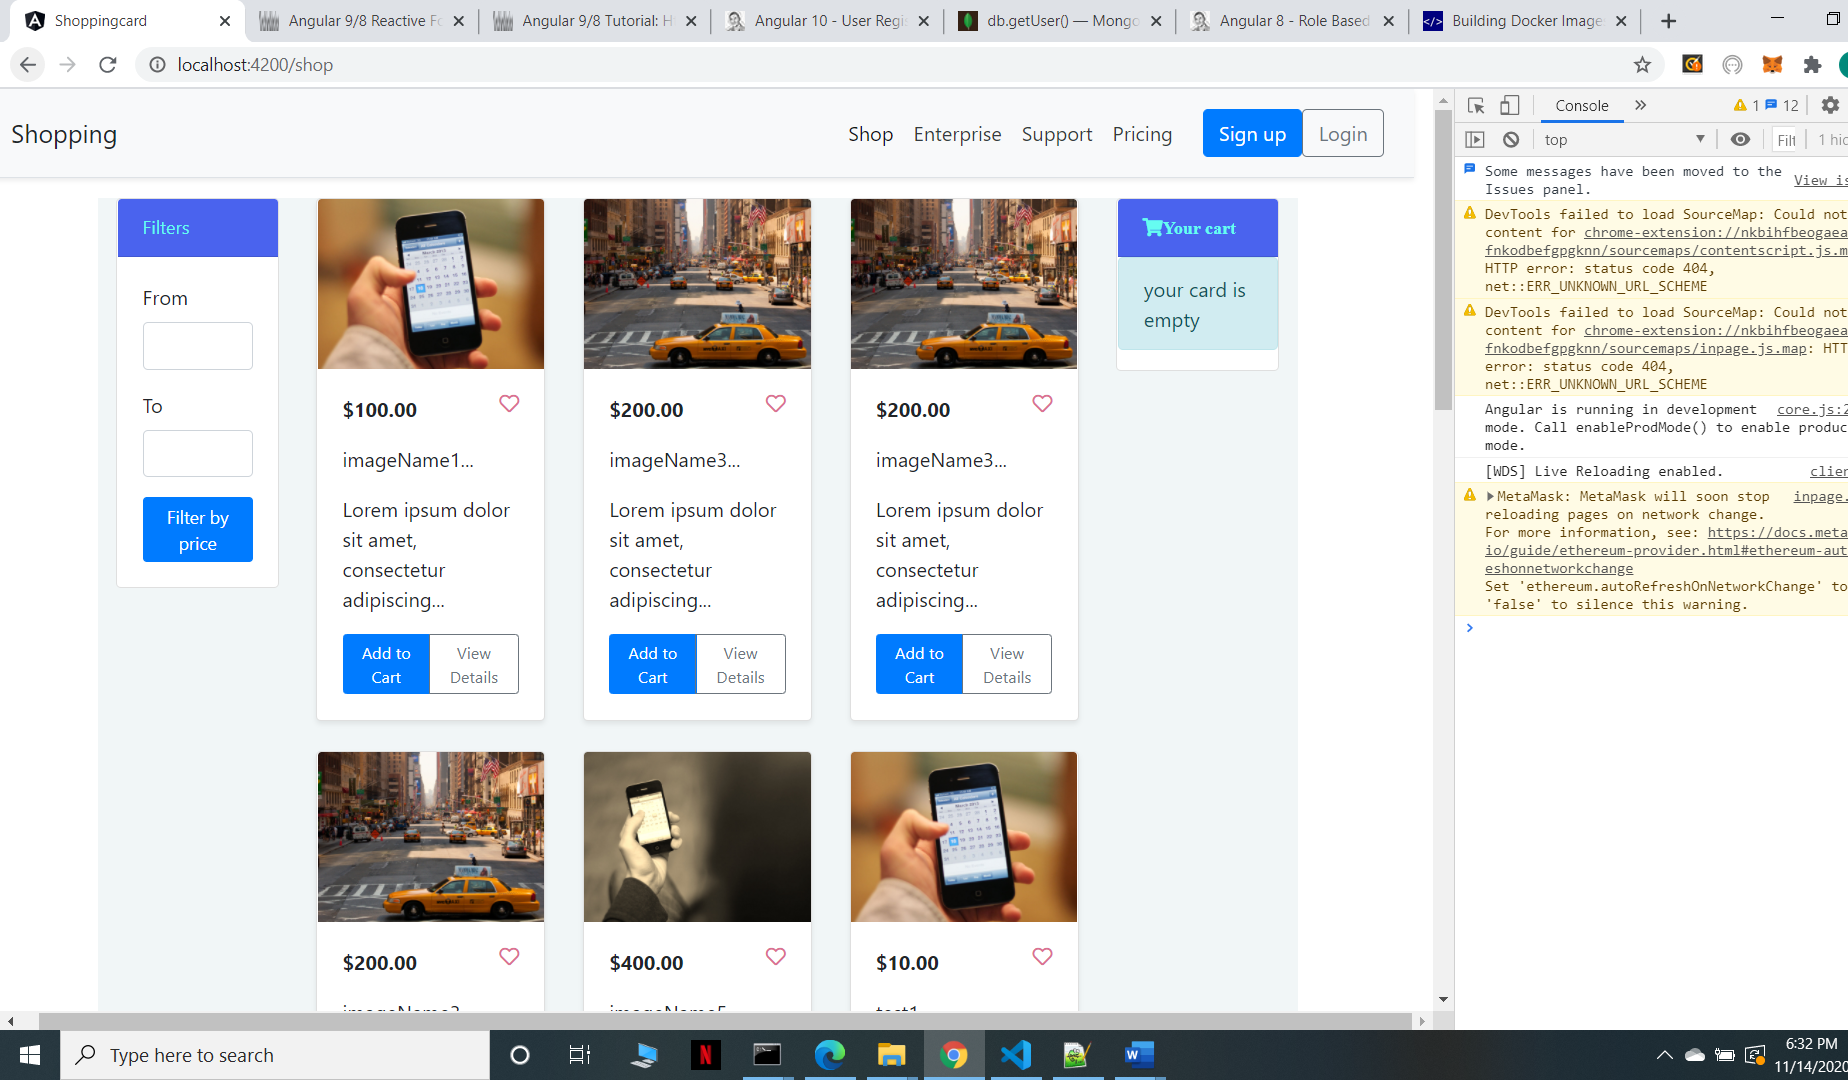 Shoppingcard
Angular 9/8 Reactive Fo
Angular 9/8 Tutorial: H
Angular 10 - User Regis
db.getUser() — Mongo
Angular 8 - Role Based
Building Docker Image
localhost:4200/shop
Shopping
Shop
Enterprise
Support
Pricing
Sign up
Login
Filters
From
To
Filter by
price
$100.00
imageName1...
Lorem ipsum dolor
sit amet,
consectetur
adipiscing...
Add to
Cart
View
Details
$200.00
imageName3...
Lorem ipsum dolor
sit amet,
consectetur
adipiscing...
Add to
Cart
View
Details
$200.00
imageName3...
Lorem ipsum dolor
sit amet,
consectetur
adipiscing...
Add to
Cart
View
Details
Your cart
your card is
empty
$200.00
$400.00
$10.00
Console
1
12
top
Filt
1 hid
Some messages have been moved to the
Issues panel.
View is
DevTools failed to load SourceMap: Could not
content for chrome-extension://nkbihfbeogaea
fnkodbefgpgknn/sourcemaps/contentscript.js.m
HTTP error: status code 404,
net::ERR_UNKNOWN_URL_SCHEME
DevTools failed to load SourceMap: Could not
content for chrome-extension://nkbihfbeogaea
fnkodbefgpgknn/sourcemaps/inpage.js.map: HTT
error: status code 404,
net::ERR_UNKNOWN_URL_SCHEME
Angular is running in development core.js:2
mode. Call enableProdMode() to enable produc
mode.
[WDS] Live Reloading enabled. clien
MetaMask: MetaMask will soon stop inpage.
reloading pages on network change.
For more information, see: https://docs.meta
io/guide/ethereum-provider.html#ethereum-aut
eshonnetworkchange
Set 'ethereum.autoRefreshOnNetworkChange' to
'false' to silence this warning.
Type here to search
6:32 PM
11/14/2020